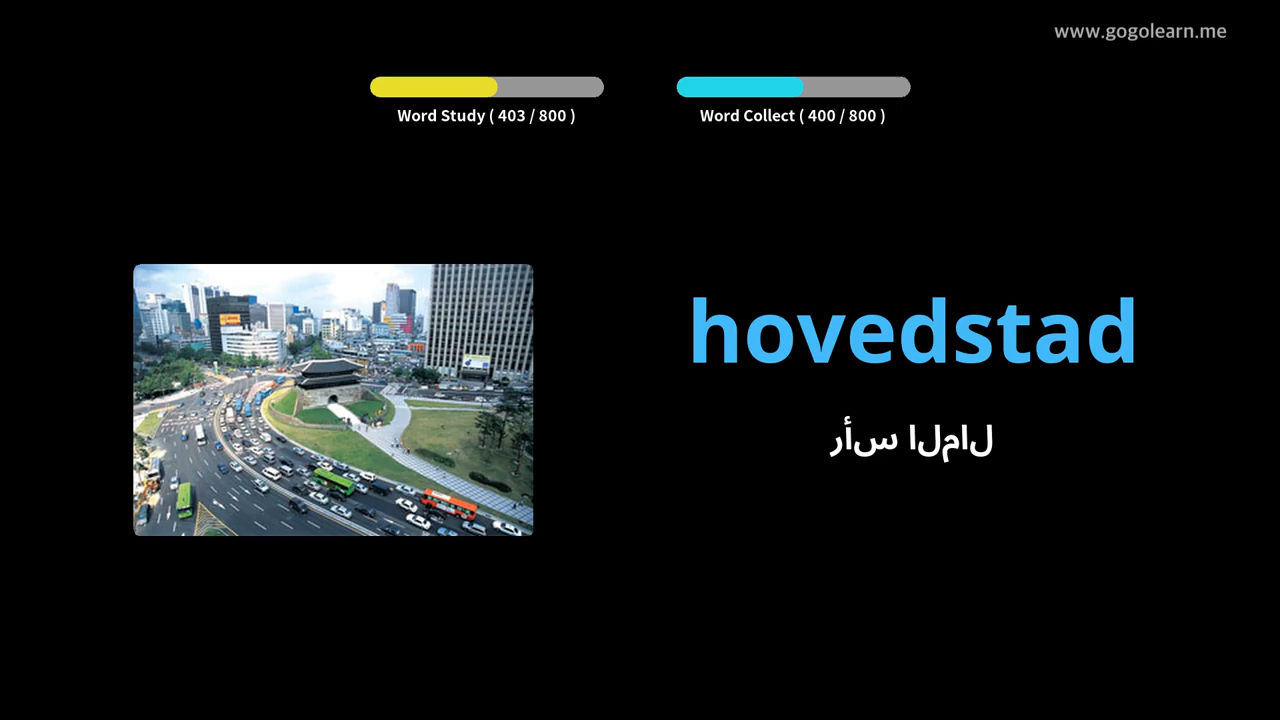 www.gogolearn.me
Word Study ( 403 / 800 )
Word Collect ( 400 / 800 )
hovedstad
رأس المال